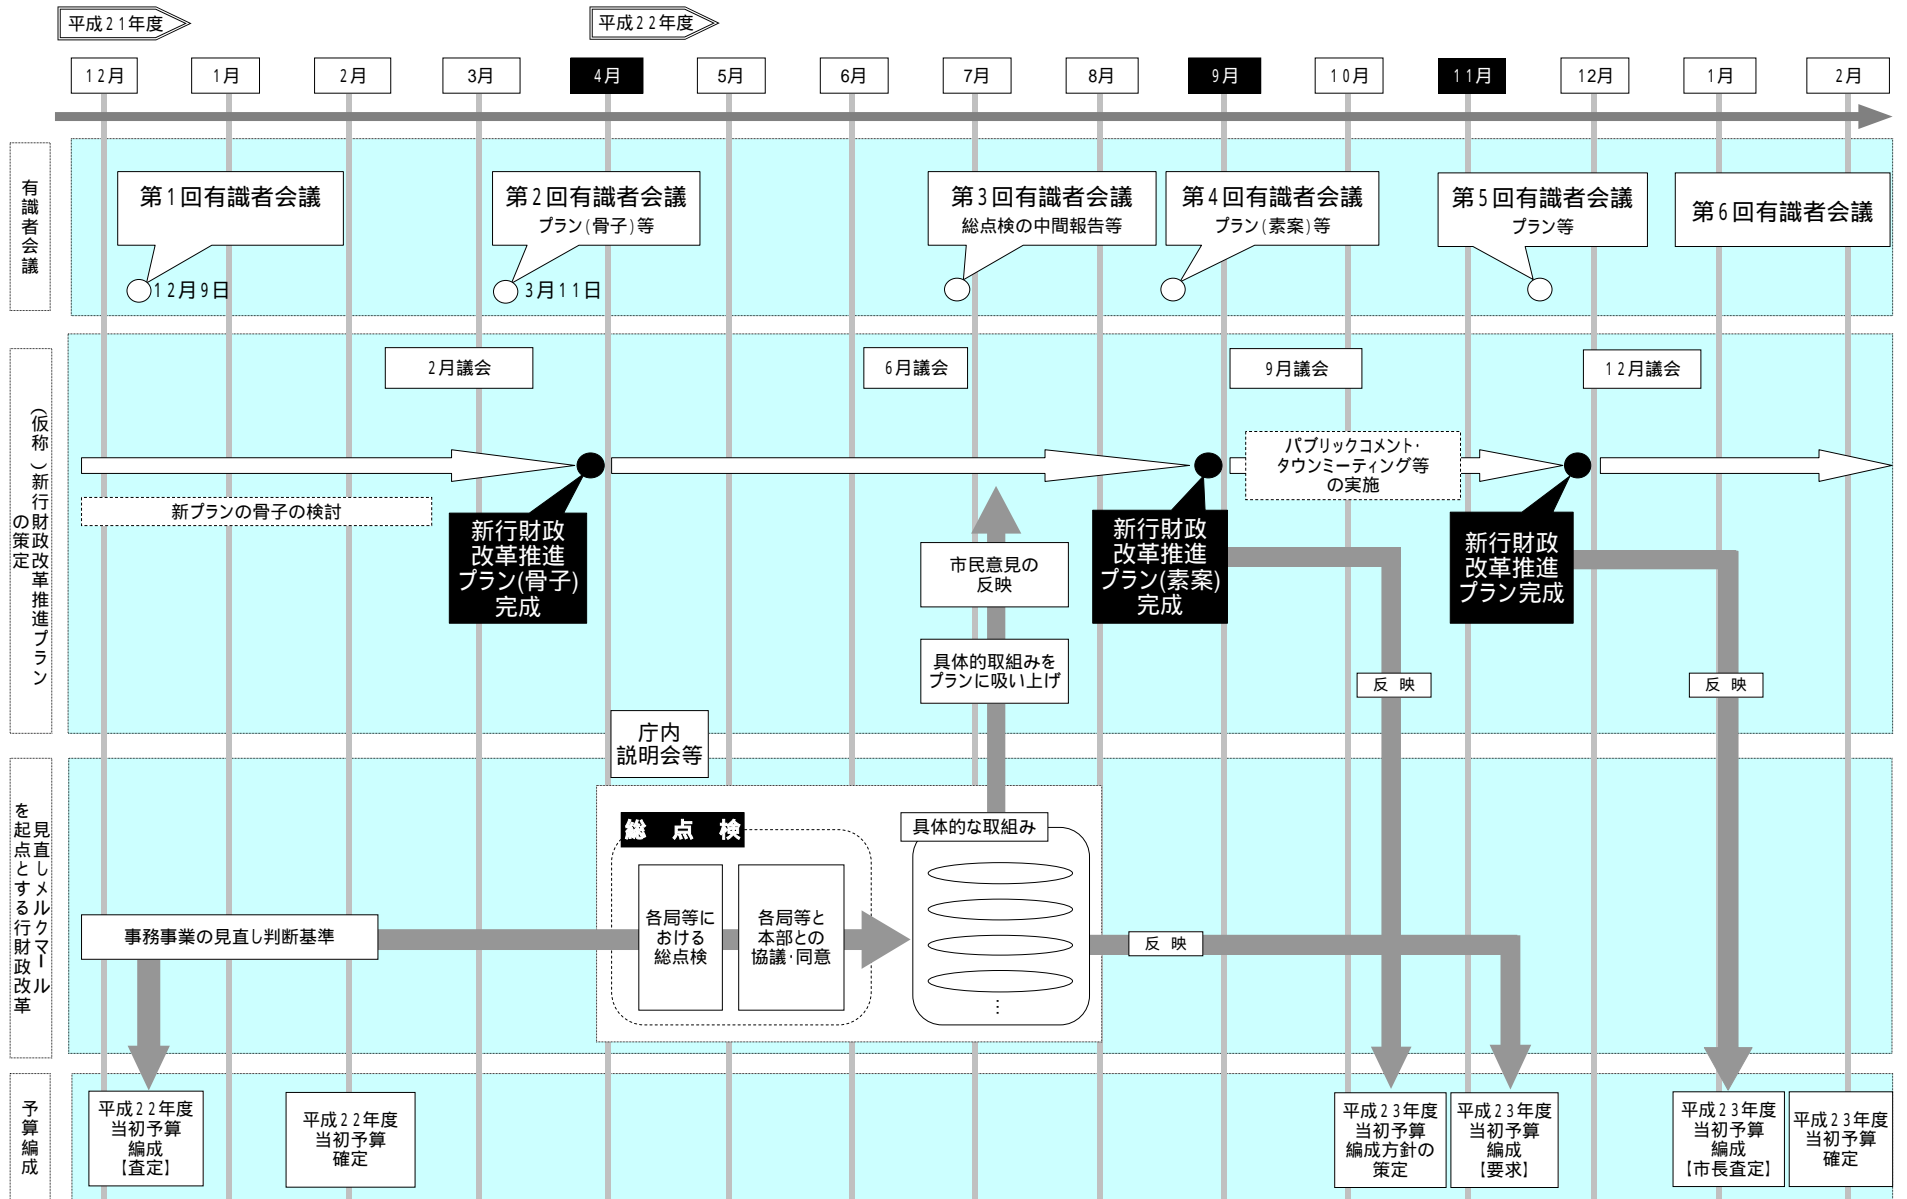 平成21年度
平成22年度
12月
1月
2月
3月
4月
5月
6月
7月
8月
9月
10月
11月
12月
1月
2月
有識者会議
第1回有識者会議
12月9日
第2回有識者会議
プラン(骨子)等
3月11日
第3回有識者会議
総点検の中間報告等
第4回有識者会議
プラン(素案)等
第5回有識者会議
プラン等
第6回有識者会議
(仮称)新行財政改革推進プラン
の策定
2月議会
6月議会
9月議会
12月議会
新プランの骨子の検討
パブリックコメント・
タウンミーティング等
の実施
新行財政
改革推進
プラン(骨子)
完成
市民意見の
反映
具体的取組みを
プランに吸い上げ
新行財政
改革推進
プラン(素案)
完成
新行財政
改革推進
プラン完成
反 映
反 映
庁内
説明会等
見直しメルクマール
を起点とする行財政改革
総 点 検
各局等に
おける
総点検
各局等と
本部との
協議・同意
具体的な取組み
⋮
事務事業の見直し判断基準
反 映
予算編成
平成22年度
当初予算
編成
【査定】
平成22年度
当初予算
確定
平成23年度
当初予算
編成方針の
策定
平成23年度
当初予算
編成
【要求】
平成23年度
当初予算
編成
【市長査定】
平成23年度
当初予算
確定